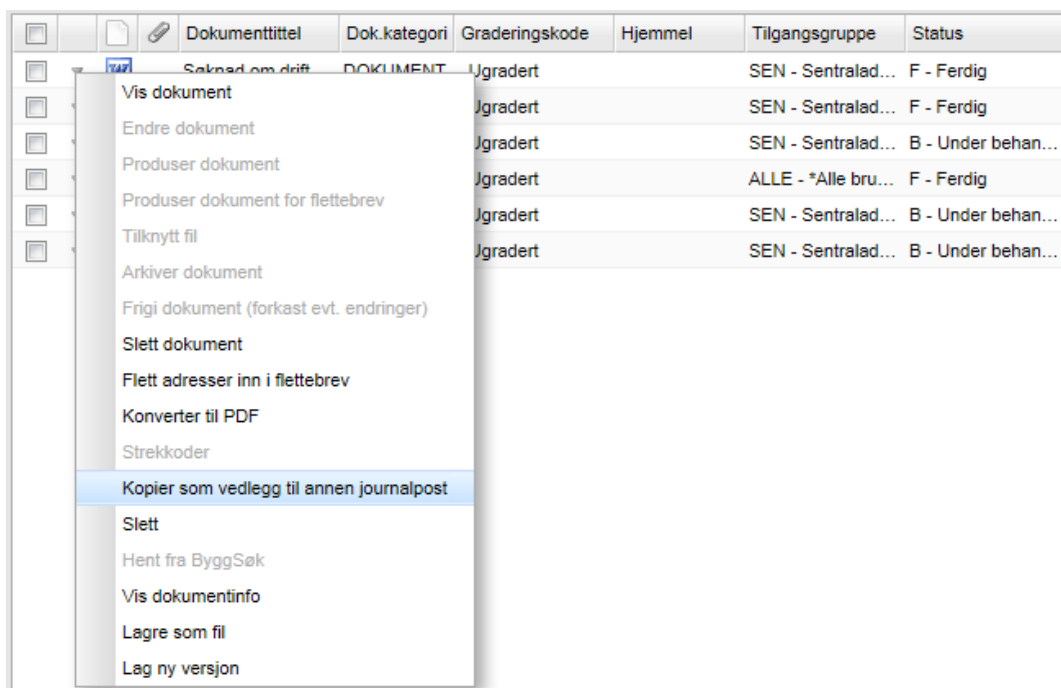 Dokumenttittel Dok.kategori Graderingskode Hjemmel Tilgangsgruppe Status
Søknad om drift... DOKUMENT Ugradert SEN - Sentralad... F - Ferdig
Vis dokument
Ugradert SEN - Sentralad... F - Ferdig
Endre dokument
Ugradert SEN - Sentralad... B - Under behan...
Produser dokument
Ugradert ALLE - *Alle bru... F - Ferdig
Produser dokument for flettebrev
Ugradert SEN - Sentralad... B - Under behan...
Tilknytt fil
Ugradert SEN - Sentralad... B - Under behan...
Arkiver dokument
Frigi dokument (forkast evt. endringer)
Slett dokument
Flett adresser inn i flettebrev
Konverter til PDF
Strekkoder
Kopier som vedlegg til annen journalpost
Slett
Hent fra ByggSøk
Vis dokumentinfo
Lagre som fil
Lag ny versjon